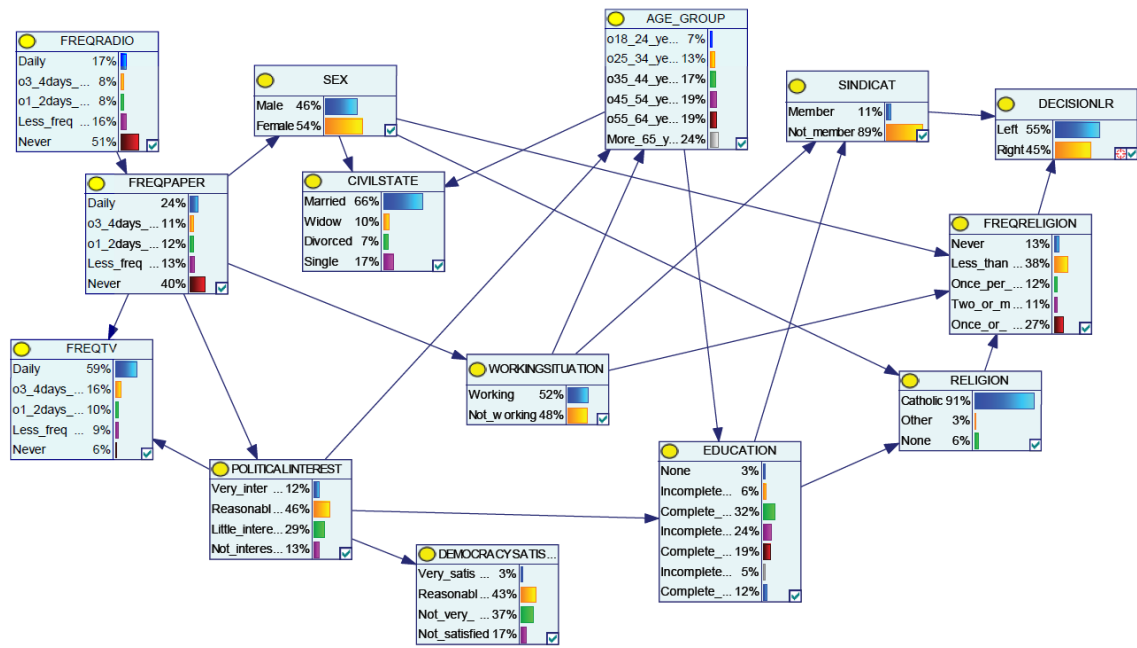 FREQRADIO
Daily 17%
o3_4days_... 8%
o1_2days_... 8%
Less_freq ... 16%
Never 51%
SEX
Male 46%
Female 54%
AGE_GROUP
o18_24_ye... 7%
o25_34_ye... 13%
o35_44_ye... 17%
o45_54_ye... 19%
o55_64_ye... 19%
More_65_y... 24%
SINDICAT
Member 11%
Not_member 89%
DECISIONLR
Left 55%
Right 45%
FREQPAPER
Daily 24%
o3_4days_... 11%
o1_2days_... 12%
Less_freq ... 13%
Never 40%
CIVILSTATE
Married 66%
Widow 10%
Divorced 7%
Single 17%
FREQRELIGION
Never 13%
Less_than ... 38%
Once_per_... 12%
Two_or_m ... 11%
Once_or_ ... 27%
FREQTV
Daily 59%
o3_4days_... 16%
o1_2days_... 10%
Less_freq ... 9%
Never 6%
WORKINGSITUATION
Working 52%
Not_working 48%
RELIGION
Catholic 91%
Other 3%
None 6%
POLITICALINTEREST
Very_inter ... 12%
Reasonabl ... 46%
Little_intere... 29%
Not_interes... 13%
EDUCATION
None 3%
Incomplete... 6%
Complete_... 32%
Incomplete... 24%
Complete_... 19%
Incomplete... 5%
Complete_... 12%
DEMOCRACYSATIS...
Very_satis ... 3%
Reasonabl... 43%
Not_very_ ... 37%
Not_satisfied 17%